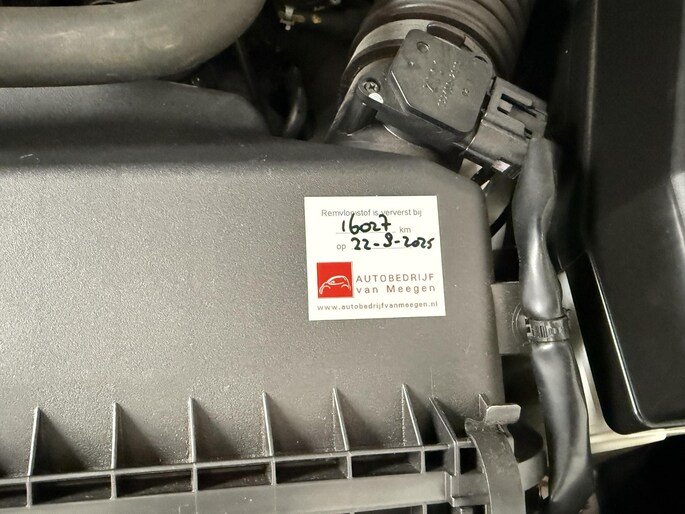 Remvloeistof is ververst bij
16027 km
op 22-9-2025
AUTOBEDRIJF
van Meegen
www.autobedrijfvanmeegen.nl